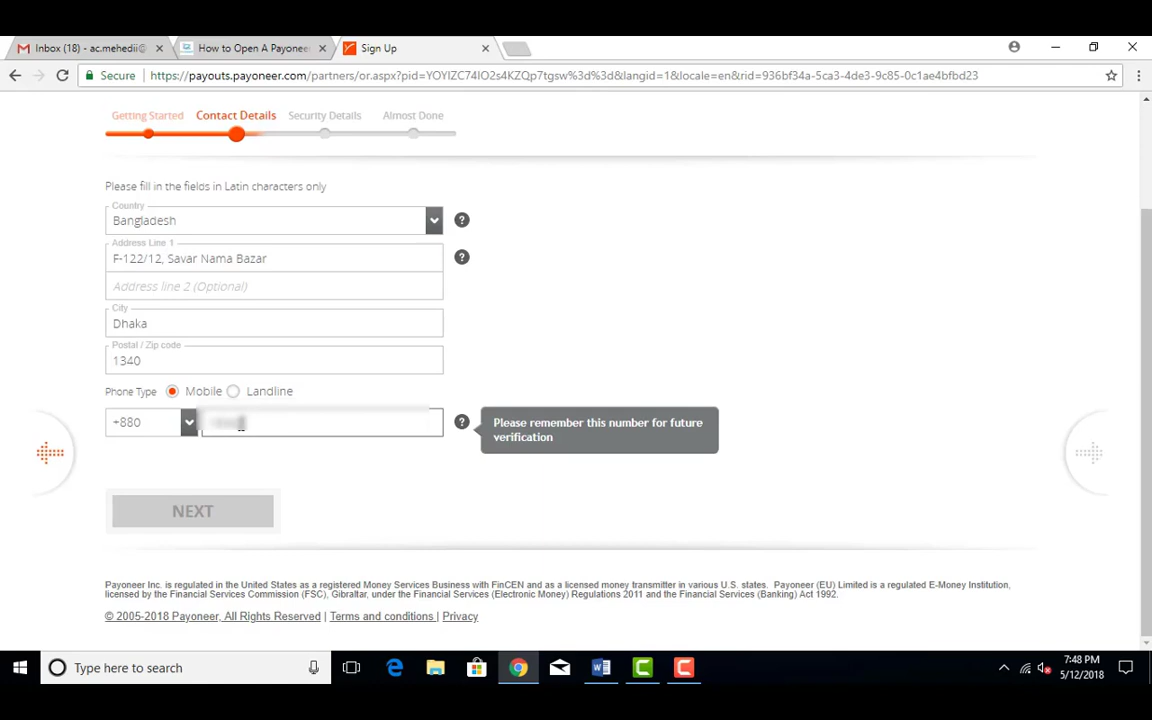 Inbox (18) - ac.mehedii@
How to Open A Payonee
Sign Up
Secure
https://payouts.payoneer.com/partners/or.aspx?pid=YOYIZC74IO2s4KZQp7tgsw%3d%3d&langid=1&locale=en&rid=936bf34a-5ca3-4de3-9c85-0c1ae4bfbd23
Getting Started
Contact Details
Security Details
Almost Done
Please fill in the fields in Latin characters only
Country
Bangladesh
?
Address Line 1
F-122/12, Savar Nama Bazar
?
Address line 2 (Optional)
City
Dhaka
Postal / Zip code
1340
Phone Type
Mobile
Landline
+880
?
Please remember this number for future
verification
NEXT
Payoneer Inc. is regulated in the United States as a registered Money Services Business with FinCEN and as a licensed money transmitter in various U.S. states. Payoneer (EU) Limited is a regulated E-Money Institution,
licensed by the Financial Services Commission (FSC), Gibraltar, under the Financial Services (Electronic Money) Regulations 2011 and the Financial Services (Banking) Act 1992.
© 2005-2018 Payoneer, All Rights Reserved | Terms and conditions | Privacy
Type here to search
7:48 PM
5/12/2018